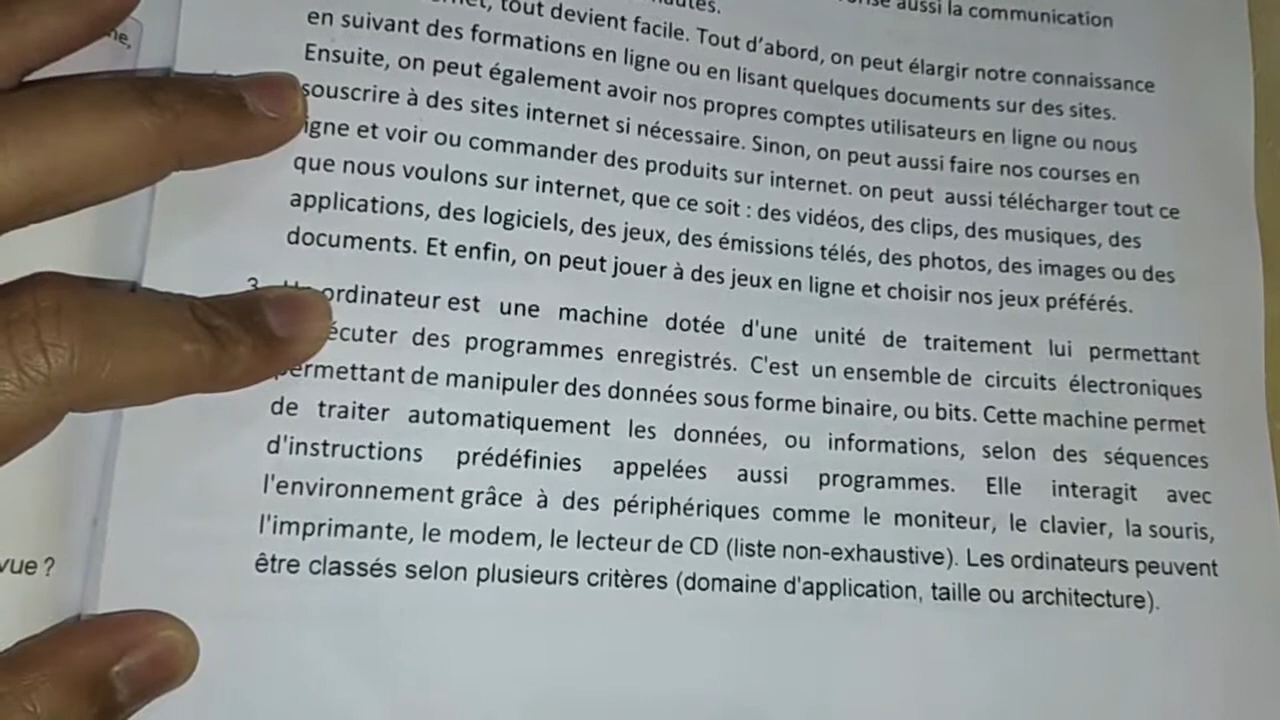 aussi la communication
tout devient facile. Tout d'abord, on peut élargir notre connaissance
en suivant des formations en ligne ou en lisant quelques documents sur des sites.
Ensuite, on peut également avoir nos propres comptes utilisateurs en ligne ou nous
souscrire à des sites internet si nécessaire. Sinon, on peut aussi faire nos courses en
igne et voir ou commander des produits sur internet. on peut aussi télécharger tout ce
que nous voulons sur internet, que ce soit : des vidéos, des clips, des musiques, des
applications, des logiciels, des jeux, des émissions télés, des photos, des images ou des
documents. Et enfin, on peut jouer à des jeux en ligne et choisir nos jeux préférés.
ordinateur est une machine dotée d'une unité de traitement lui permettant
écuter des programmes enregistrés. C'est un ensemble de circuits électroniques
permettant de manipuler des données sous forme binaire, ou bits. Cette machine permet
de traiter automatiquement les données, ou informations, selon des séquences
d'instructions prédéfinies appelées aussi programmes. Elle interagit avec
l'environnement grâce à des périphériques comme le moniteur, le clavier, la souris,
l'imprimante, le modem, le lecteur de CD (liste non-exhaustive). Les ordinateurs peuvent
être classés selon plusieurs critères (domaine d'application, taille ou architecture).
vue ?